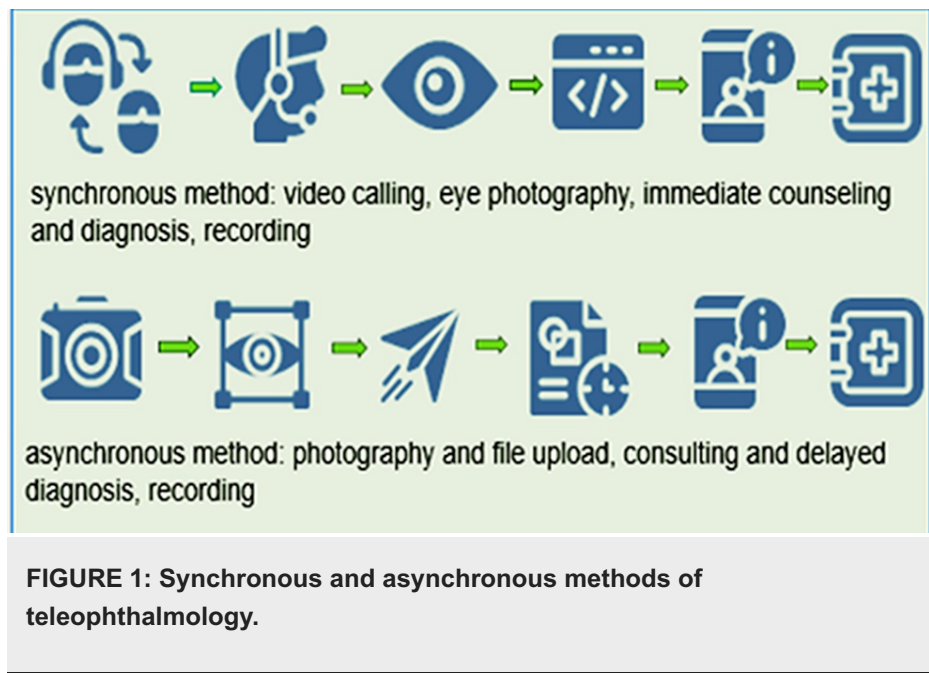 synchronous method: video calling, eye photography, immediate counseling
and diagnosis, recording
asynchronous method: photography and file upload, consulting and delayed
diagnosis, recording
FIGURE 1: Synchronous and asynchronous methods of
teleophthalmology.